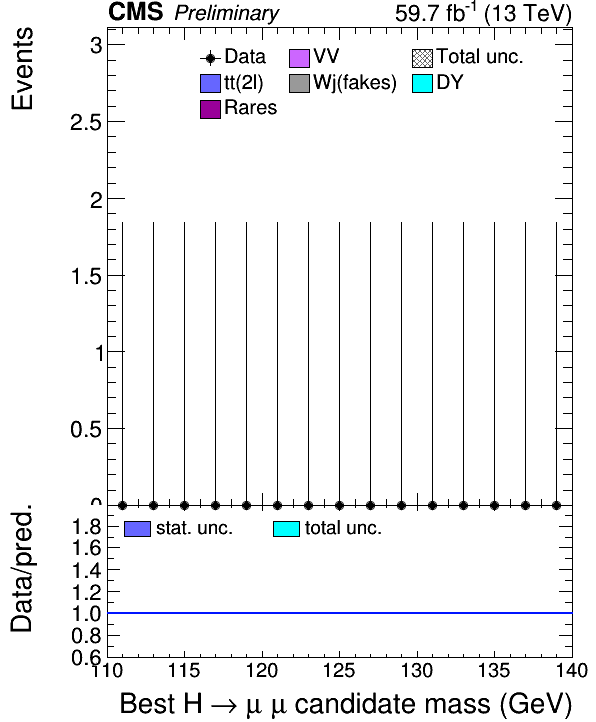 CMS Preliminary 59.7 fb⁻¹ (13 TeV)
Events
3
2.5
2
1.5
1
0.5
0
Data VV Total unc.
tt(2l) Wj(fakes) DY
Rares
Data/pred.
1.8
1.6
1.4
1.2
1.0
0.8
0.6
stat. unc. total unc.
110 115 120 125 130 135 140
Best H → μ μ candidate mass (GeV)